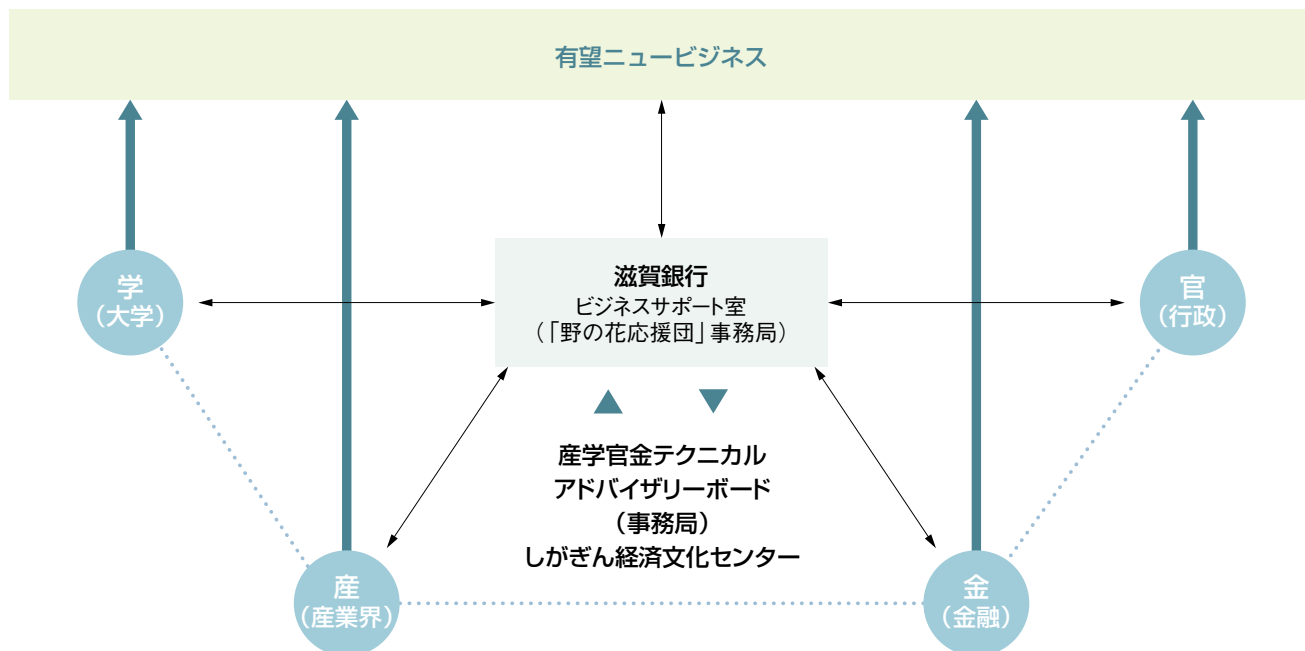 有望ニュービジネス
学
（大学）
滋賀銀行
ビジネスサポート室
（「野の花応援団」事務局）
官
（行政）
産学官金テクニカル
アドバイザリーボード
（事務局）
しがぎん経済文化センター
産
（産業界）
金
（金融）